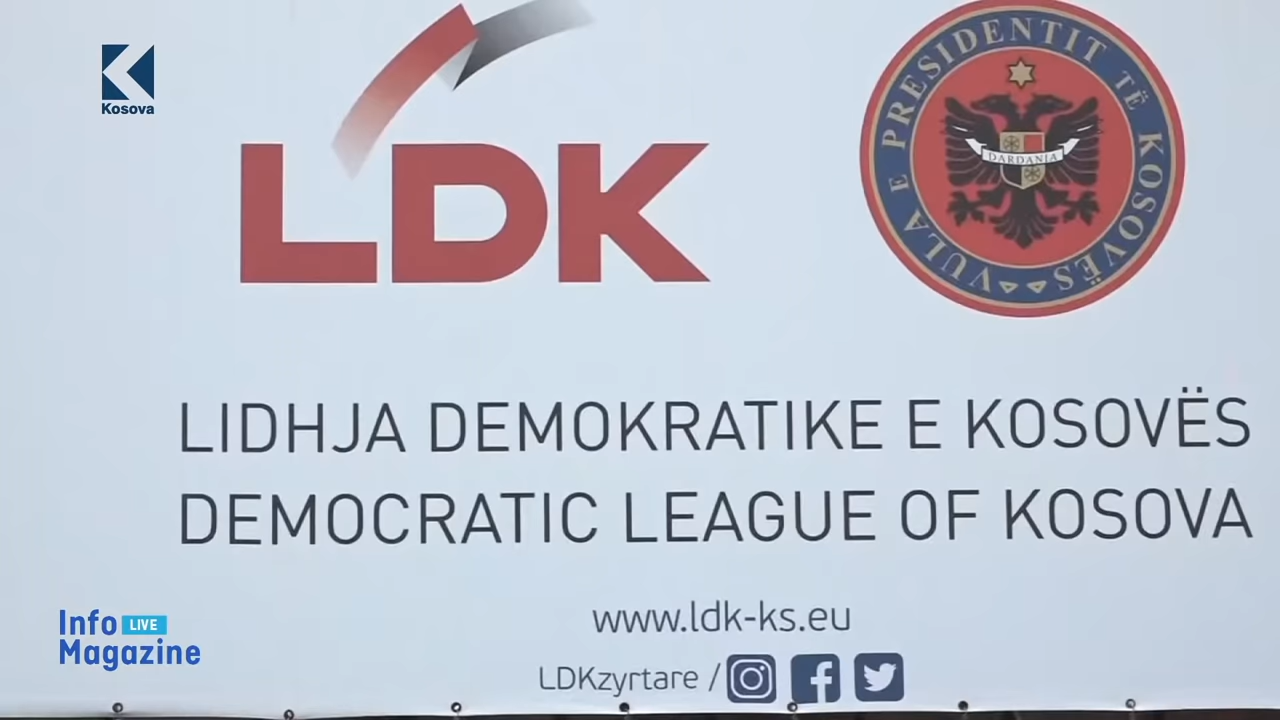 Kosova
LDK
VULA E PRESIDENTIT TË KOSOVËS
DARDANIA
LIDHJA DEMOKRATIKE E KOSOVËS
DEMOCRATIC LEAGUE OF KOSOVA
www.ldk-ks.eu
LDKzyrtare /
Info LIVE
Magazine